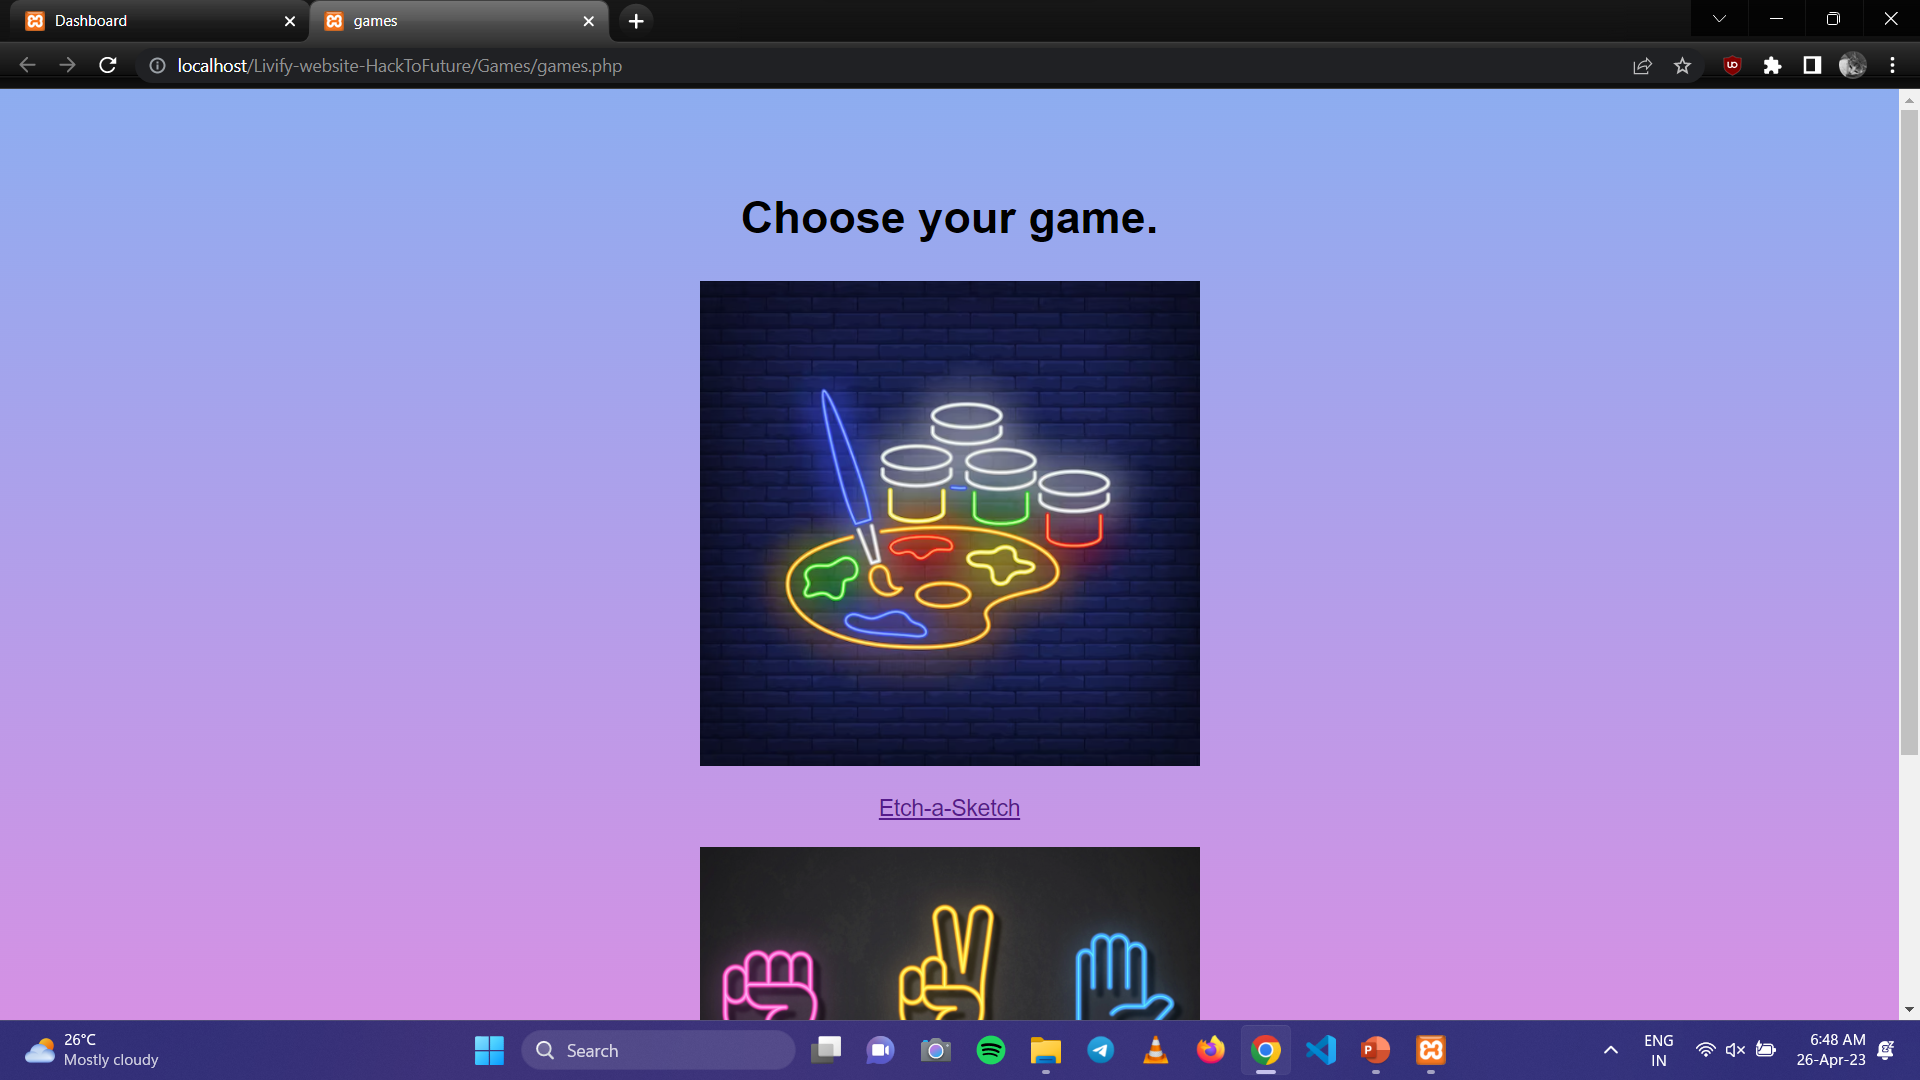 Dashboard
games
localhost/Livify-website-HackToFuture/Games/games.php
Choose your game.
Etch-a-Sketch
26°C
Mostly cloudy
Search
ENG
IN
6:48 AM
26-Apr-23